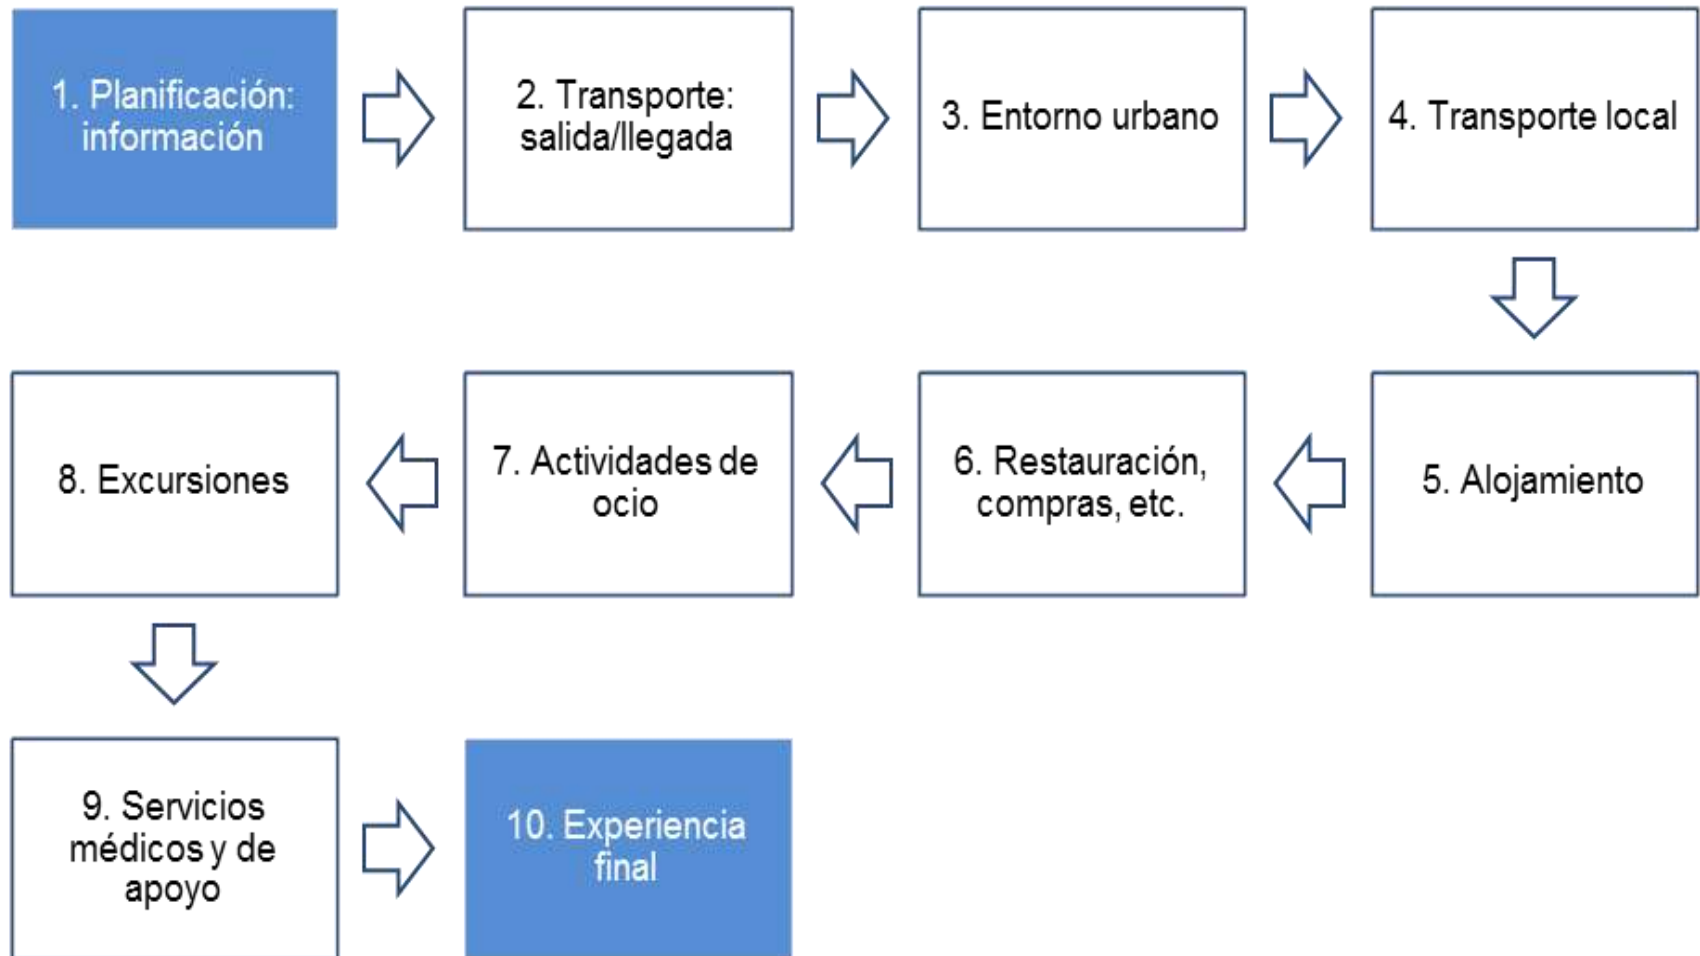 1. Planificación:
información
2. Transporte:
salida/llegada
3. Entorno urbano
4. Transporte local
5. Alojamiento
6. Restauración,
compras, etc.
7. Actividades de
ocio
8. Excursiones
9. Servicios
médicos y de
apoyo
10. Experiencia
final